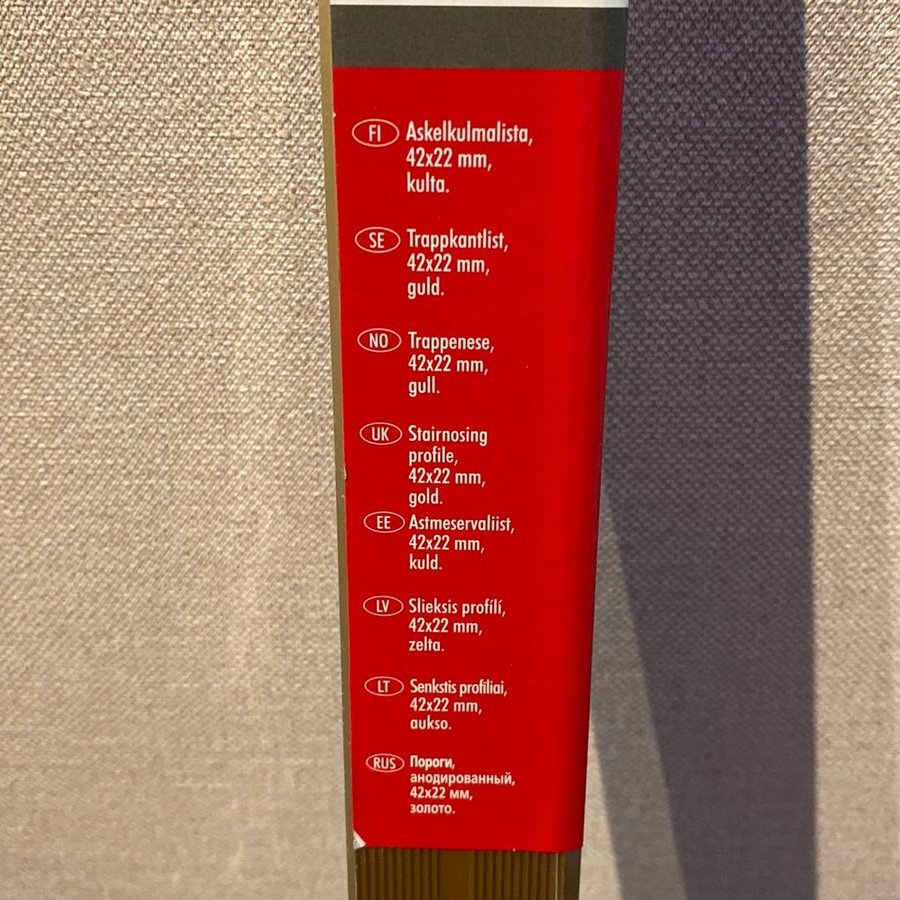 FI Askelkulmalista,
42x22 mm,
kulta.
SE Trappkantlist,
42x22 mm,
guld.
NO Trappenese,
42x22 mm,
gull.
UK Stairnosing
profile,
42x22 mm,
gold.
EE Astmeservaliist,
42x22 mm,
kuld.
LV Slieksis profílí,
42x22 mm,
zelta.
LT Senkstis profiliai,
42x22 mm,
aukso.
RUS Пороги,
анодированный,
42x22 мм,
золото.